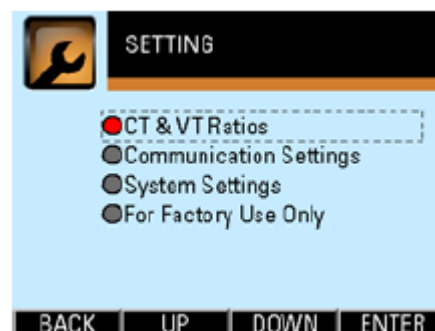 SETTING
CT & VT Ratios
Communication Settings
System Settings
For Factory Use Only
BACK UP DOWN ENTER